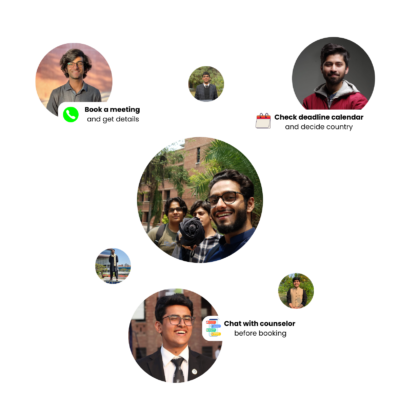 Book a meeting
and get details
Check deadline calendar
and decide country
Chat with counselor
before booking